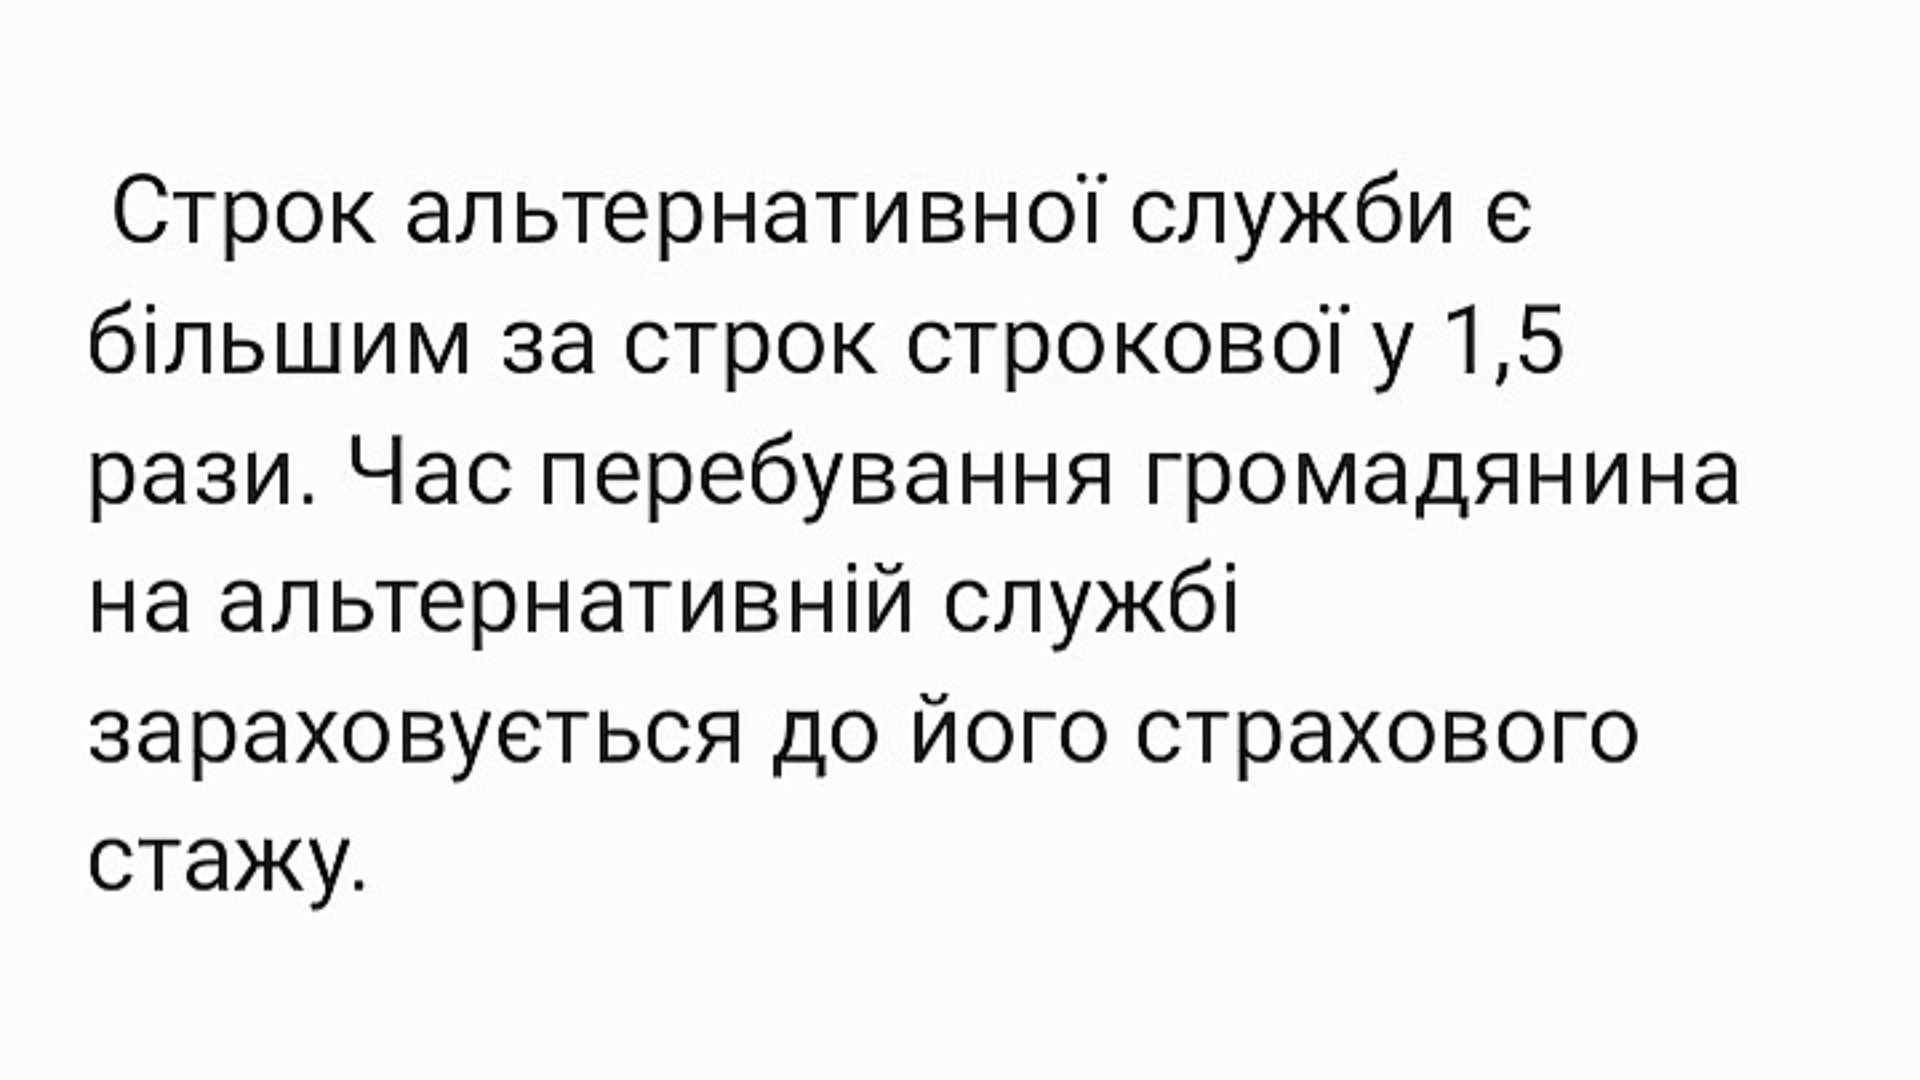 Строк альтернативної служби є
більшим за строк строкової у 1,5
рази. Час перебування громадянина
на альтернативній службі
зараховується до його страхового
стажу.